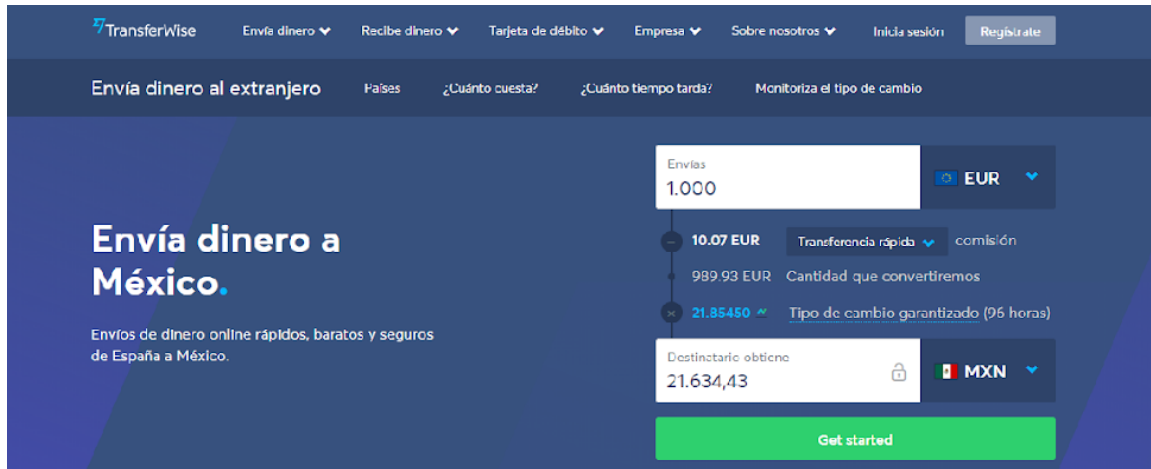 TransferWise
Envía dinero
Recibe dinero
Tarjeta de débito
Empresa
Sobre nosotros
Inicia sesión
Regístrate
Envía dinero al extranjero
Países
¿Cuánto cuesta?
¿Cuánto tiempo tarda?
Monitoriza el tipo de cambio
Envía dinero a
México.
Envíos de dinero online rápidos, baratos y seguros
de España a México.
Envías
1.000
EUR
10.07 EUR Transferencia rápida comisión
989.93 EUR Cantidad que convertiremos
21.85450 Tipo de cambio garantizado (96 horas)
Destinatario obtiene
21.634,43
MXN
Get started